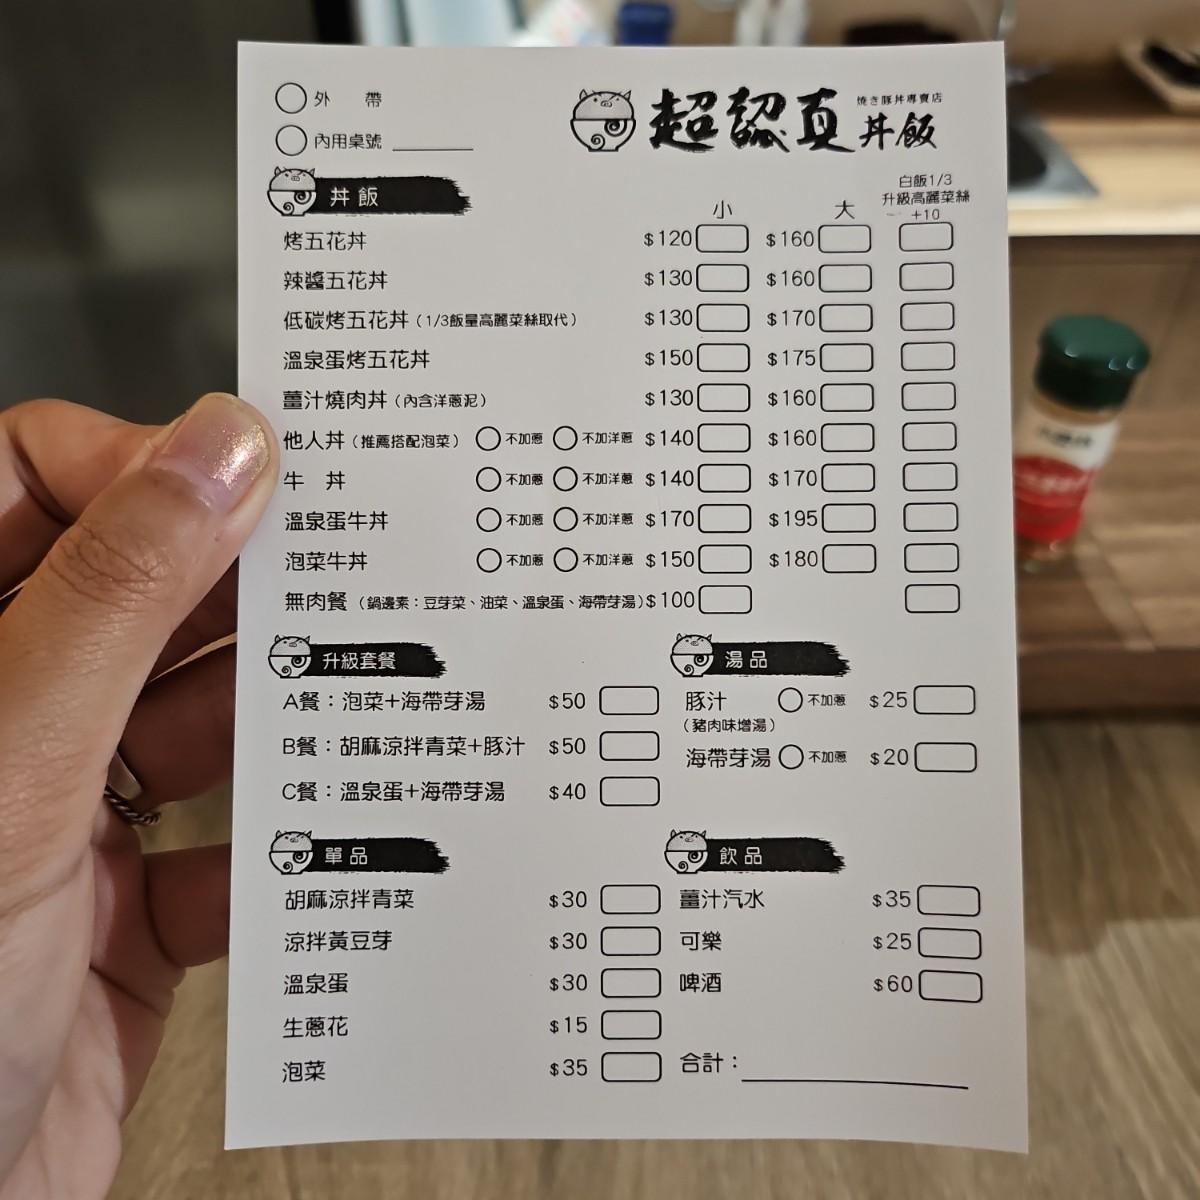 外 帶
內用桌號
超認真丼飯
燒き豚丼專賣店
丼飯
小 大 白飯1/3
升級高麗菜絲
+10
烤五花丼 $120 $160
辣醬五花丼 $130 $160
低碳烤五花丼(1/3飯量高麗菜絲取代) $130 $170
溫泉蛋烤五花丼 $150 $175
薑汁燒肉丼(內含洋蔥泥) $130 $160
他人丼(推薦搭配泡菜) 不加蔥 不加洋蔥 $140 $160
牛 丼 不加蔥 不加洋蔥 $140 $170
溫泉蛋牛丼 不加蔥 不加洋蔥 $170 $195
泡菜牛丼 不加蔥 不加洋蔥 $150 $180
無肉餐(鍋邊素:豆芽菜、油菜、溫泉蛋、海帶芽湯) $100
升級套餐
A餐:泡菜+海帶芽湯 $50
B餐:胡麻涼拌青菜+豚汁 $50
C餐:溫泉蛋+海帶芽湯 $40
湯品
豚汁 不加蔥 $25
(豬肉味增湯)
海帶芽湯 不加蔥 $20
單品
胡麻涼拌青菜 $30
涼拌黃豆芽 $30
溫泉蛋 $30
生蔥花 $15
泡菜 $35
飲品
薑汁汽水 $35
可樂 $25
啤酒 $60
合計: